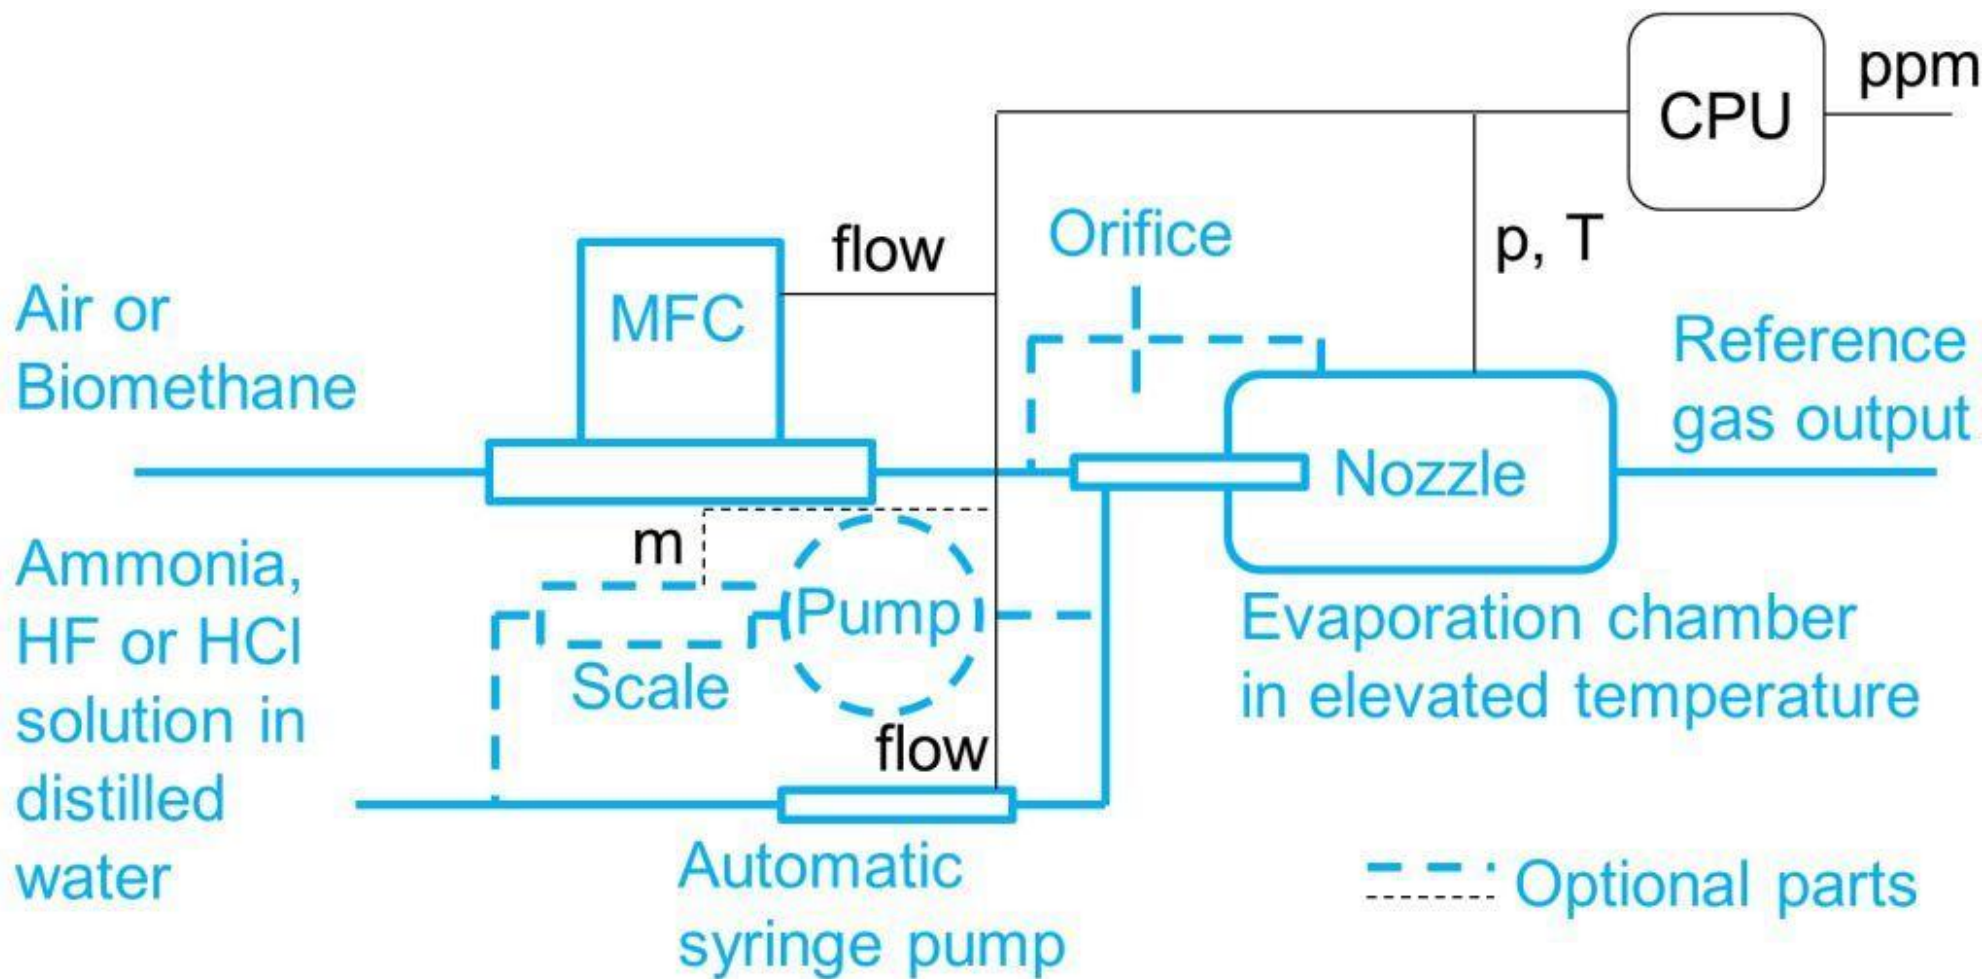 ppm
CPU
flow
Orifice
p, T
Air or
Biomethane
MFC
Reference
gas output
Nozzle
Ammonia,
HF or HCl
solution in
distilled
water
m
Pump
Scale
flow
Evaporation chamber
in elevated temperature
Automatic
syringe pump
Optional parts